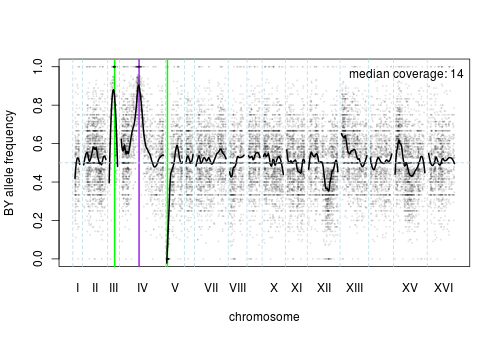 median coverage: 14
BY allele frequency
0.0 0.2 0.4 0.6 0.8 1.0
I II III IV V VII VIII X XI XII XIII XV XVI
chromosome